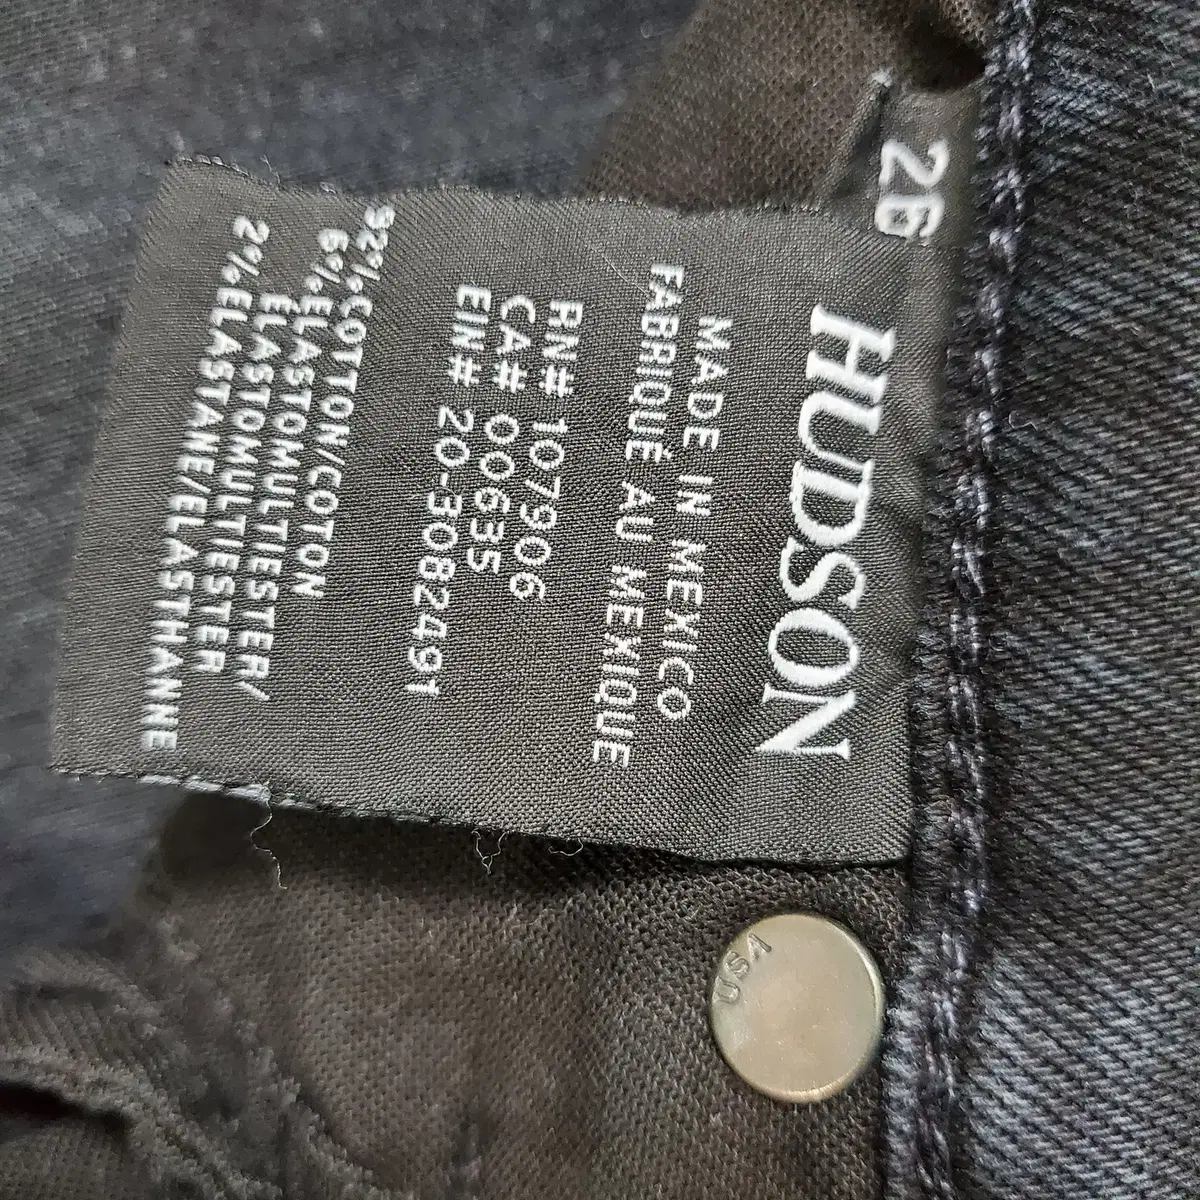 26
HUDSON
MADE IN MEXICO
FABRIQUÉ AU MEXIQUE
RN# 107906
CA# 00635
EIN# 20-3082491
92% COTTON/COTON
6% ELASTOMULTIESTER/
ELASTOMULTIESTER
2% ELASTANE/ELASTHANNE
USA